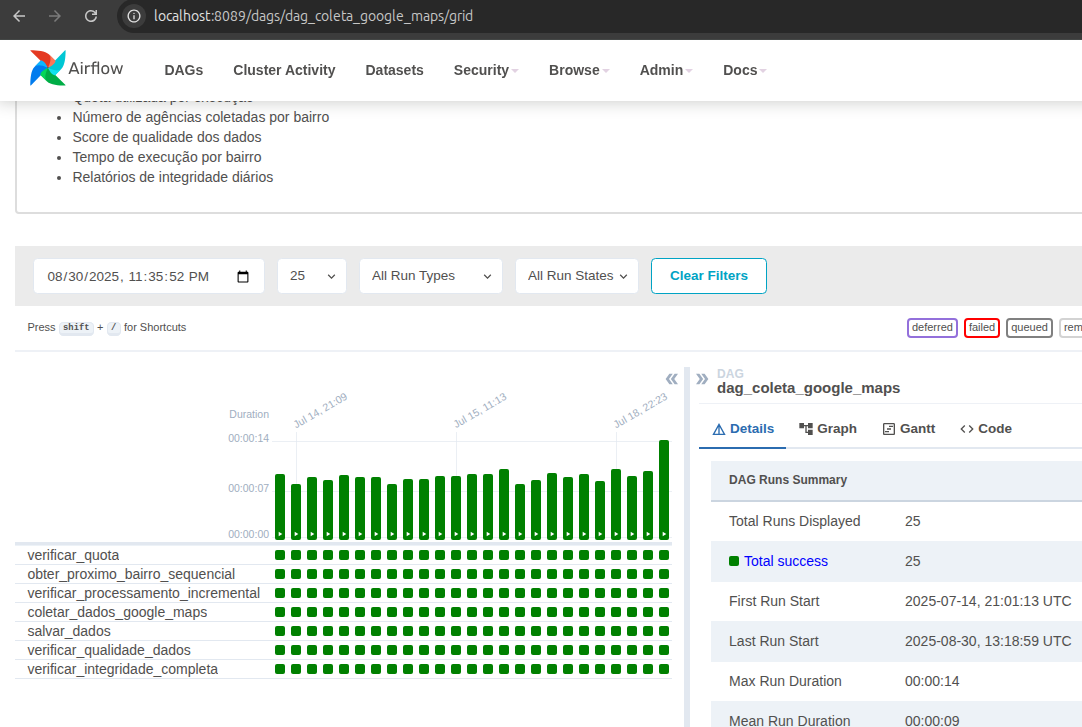 localhost:8089/dags/dag_coleta_google_maps/grid
Airflow DAGs Cluster Activity Datasets Security Browse Admin Docs
Número de agências coletadas por bairro
Score de qualidade dos dados
Tempo de execução por bairro
Relatórios de integridade diários
08/30/2025, 11:35:52 PM 25 All Run Types All Run States Clear Filters
Press shift + / for Shortcuts
deferred failed queued
DAG
dag_coleta_google_maps
Details Graph Gantt Code
Jul 14, 21:09 Jul 15, 11:13 Jul 18, 22:23
Duration
00:00:14
00:00:07
00:00:00
verificar_quota
obter_proximo_bairro_sequencial
verificar_processamento_incremental
coletar_dados_google_maps
salvar_dados
verificar_qualidade_dados
verificar_integridade_completa
DAG Runs Summary
Total Runs Displayed 25
Total success 25
First Run Start 2025-07-14, 21:01:13 UTC
Last Run Start 2025-08-30, 13:18:59 UTC
Max Run Duration 00:00:14
Mean Run Duration 00:00:09